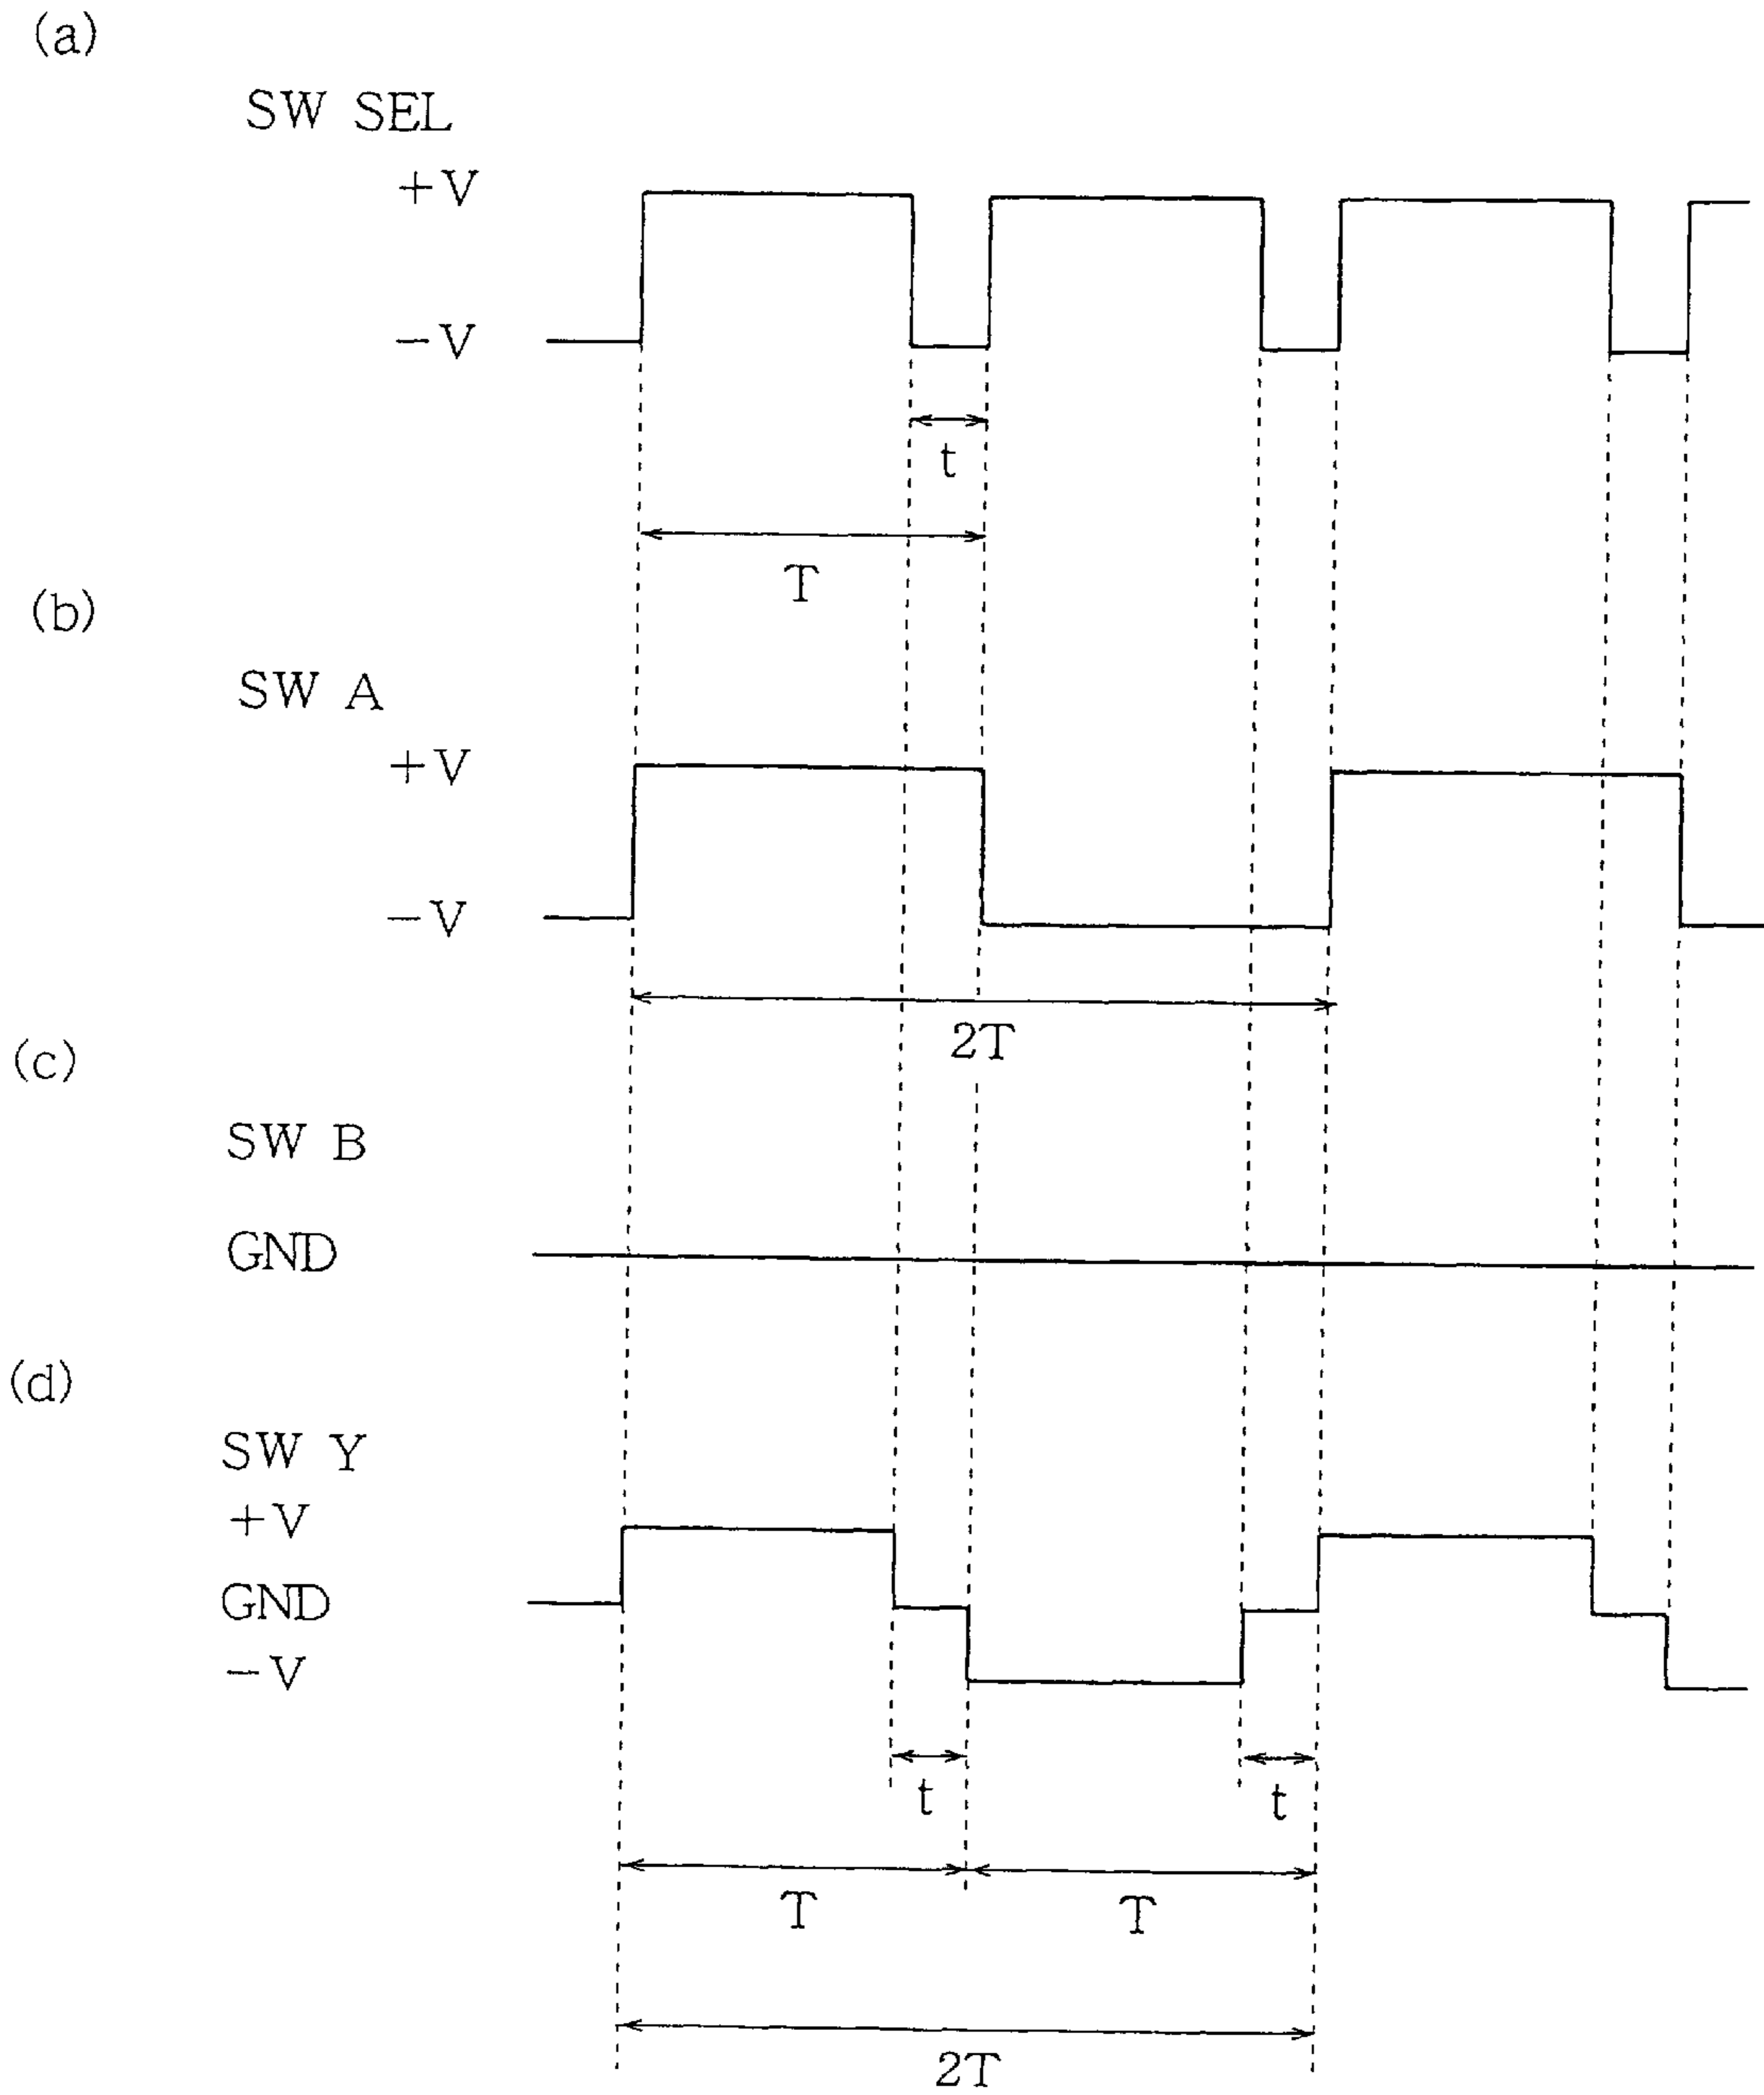 (a)
SW SEL
+V
−V
t
T
(b)
SW A
+V
−V
2T
(c)
SW B
GND
(d)
SW Y
+V
GND
−V
t t
T T
2T